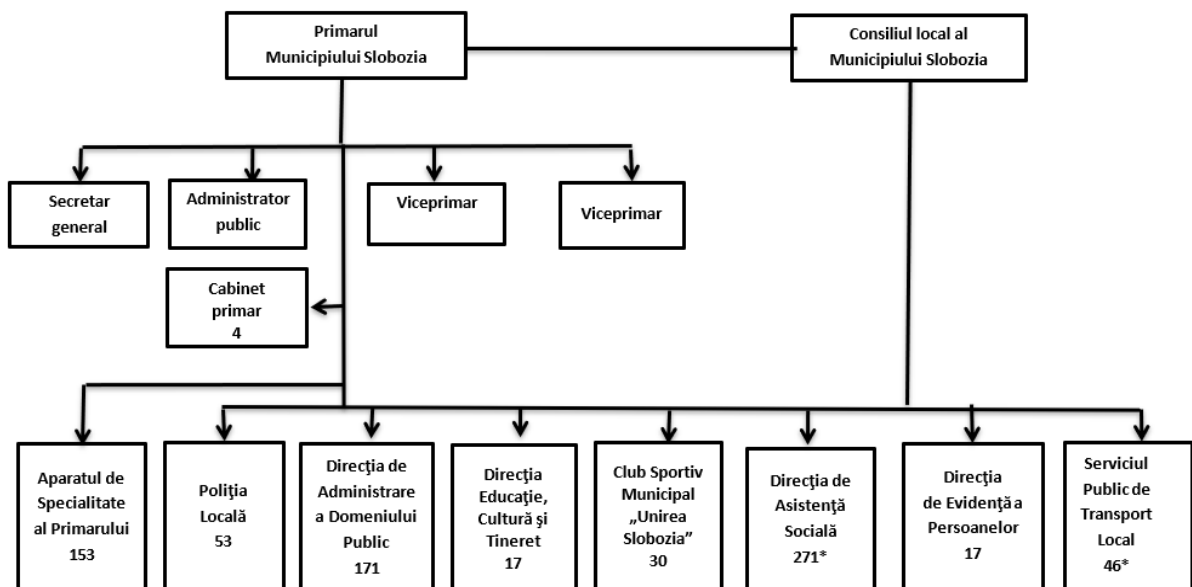 Primarul
Municipiului Slobozia
Consiliul local al
Municipiului Slobozia
Secretar
general
Administrator
public
Viceprimar
Viceprimar
Cabinet
primar
4
Aparatul de
Specialitate
al Primarului
153
Poliţia
Locală
53
Direcţia de
Administrare
a Domeniului
Public
171
Direcţia
Educaţie,
Cultură şi
Tineret
17
Club Sportiv
Municipal
„Unirea
Slobozia”
30
Direcţia de
Asistenţă
Socială
271*
Direcţia
de Evidenţă a
Persoanelor
17
Serviciul
Public de
Transport
Local
46*